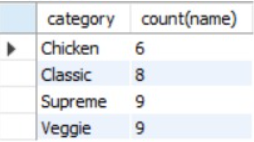 category count(name)
Chicken 6
Classic 8
Supreme 9
Veggie 9